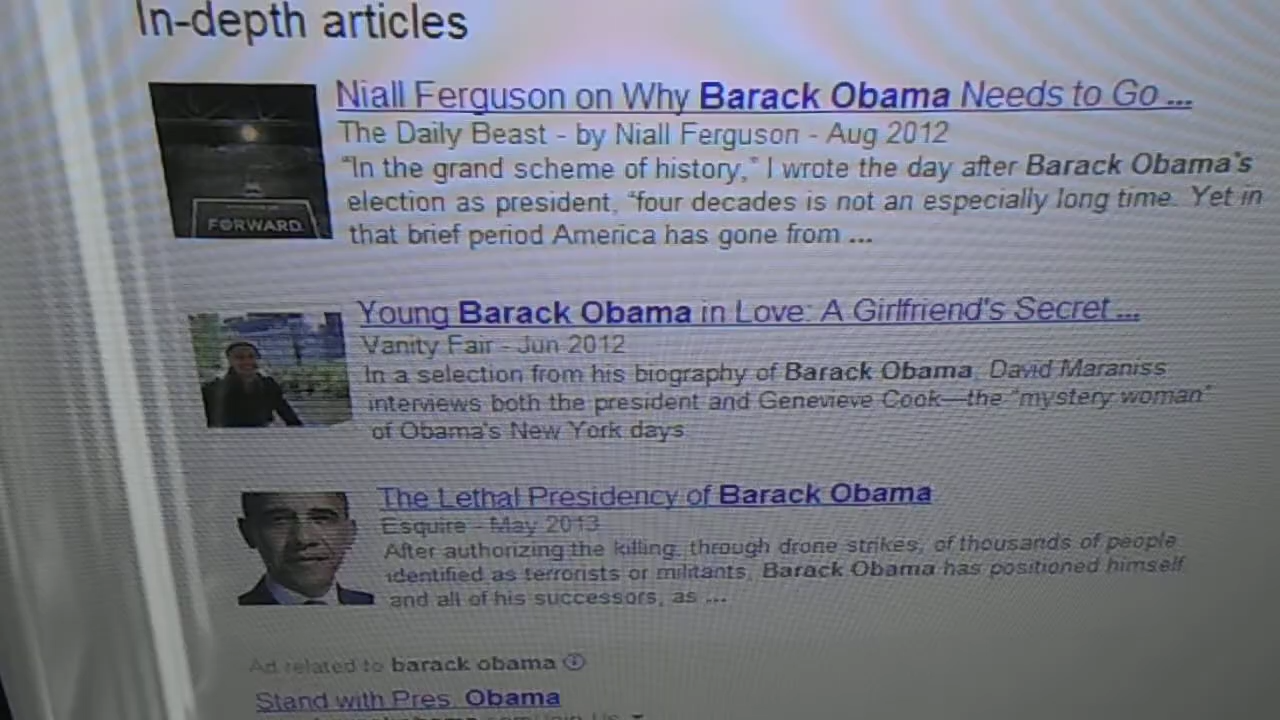 In-depth articles
Niall Ferguson on Why Barack Obama Needs to Go ...
The Daily Beast - by Niall Ferguson - Aug 2012
"In the grand scheme of history," I wrote the day after Barack Obama's
election as president, "four decades is not an especially long time. Yet in
that brief period America has gone from ...
FORWARD
Young Barack Obama in Love: A Girlfriend's Secret ...
Vanity Fair - Jun 2012
In a selection from his biography of Barack Obama, David Maraniss
interviews both the president and Genevieve Cook—the "mystery woman"
of Obama's New York days.
The Lethal Presidency of Barack Obama
Esquire - May 2013
After authorizing the killing, through drone strikes, of thousands of people
identified as terrorists or militants, Barack Obama has positioned himself
and all of his successors, as ...
Ad related to barack obama
Stand with Pres. Obama